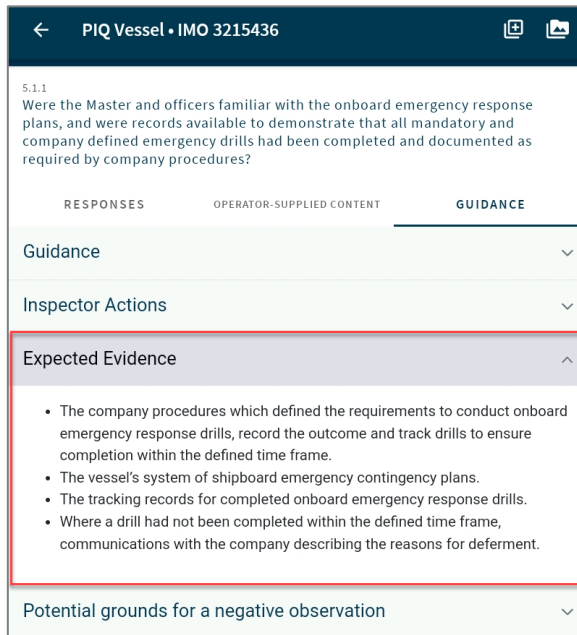 PIQ Vessel • IMO 3215436
5.1.1
Were the Master and officers familiar with the onboard emergency response
plans, and were records available to demonstrate that all mandatory and
company defined emergency drills had been completed and documented as
required by company procedures?
RESPONSES
OPERATOR-SUPPLIED CONTENT
GUIDANCE
Guidance
Inspector Actions
Expected Evidence
• The company procedures which defined the requirements to conduct onboard
emergency response drills, record the outcome and track drills to ensure
completion within the defined time frame.
• The vessel's system of shipboard emergency contingency plans.
• The tracking records for completed onboard emergency response drills.
• Where a drill had not been completed within the defined time frame,
communications with the company describing the reasons for deferment.
Potential grounds for a negative observation